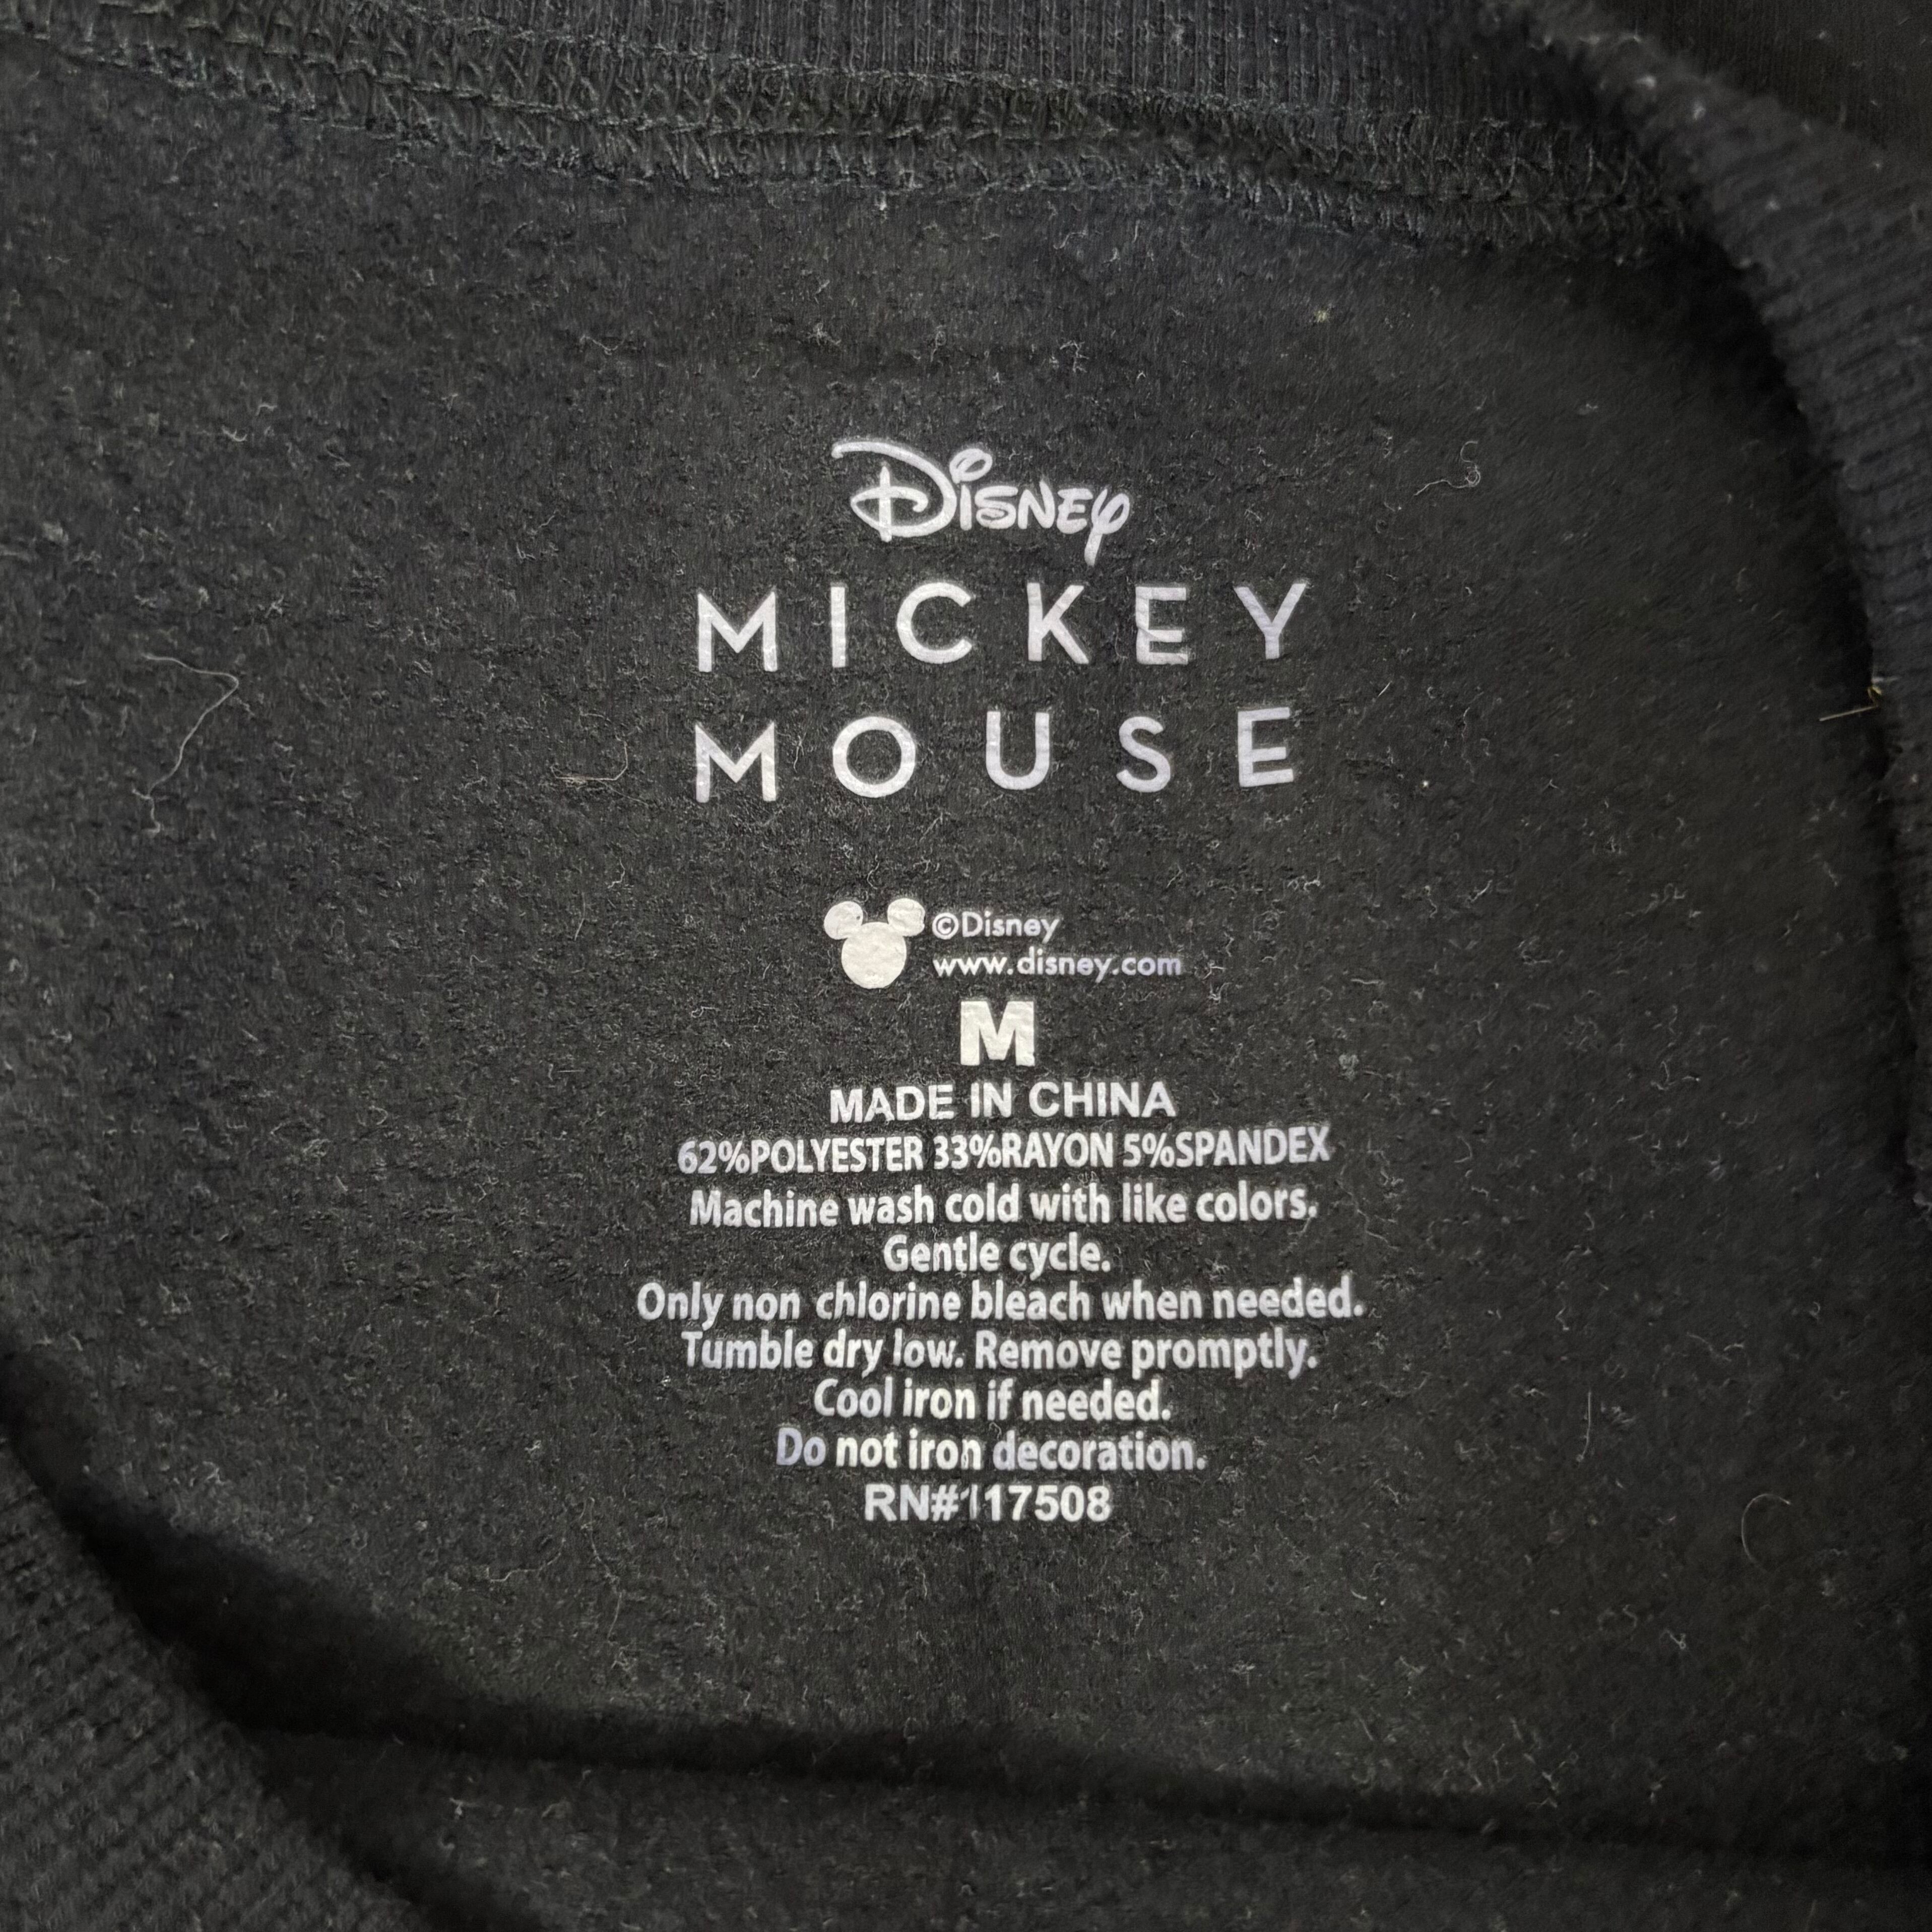 Disney
MICKEY
MOUSE
©Disney
www.disney.com
M
MADE IN CHINA
62%POLYESTER 33%RAYON 5%SPANDEX
Machine wash cold with like colors.
Gentle cycle.
Only non chlorine bleach when needed.
Tumble dry low. Remove promptly.
Cool iron if needed.
Do not iron decoration.
RN#117508